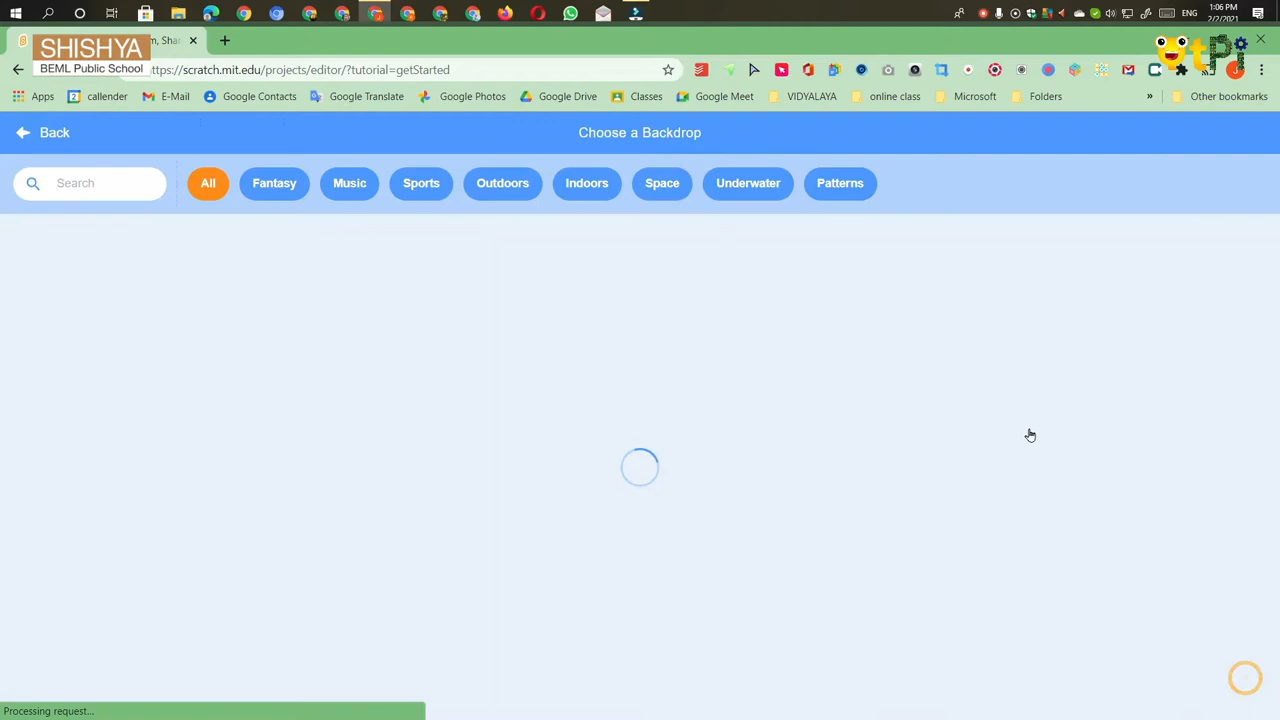 1:06 PM
ENG
2/2/2021
SHISHYA
BEML Public School
ttps://scratch.mit.edu/projects/editor/?tutorial=getStarted
tPi
Apps
callender
E-Mail
Google Contacts
Google Translate
Google Photos
Google Drive
Classes
Google Meet
VIDYALAYA
online class
Microsoft
Folders
»
Other bookmarks
Back
Choose a Backdrop
Search
All
Fantasy
Music
Sports
Outdoors
Indoors
Space
Underwater
Patterns
Processing request...